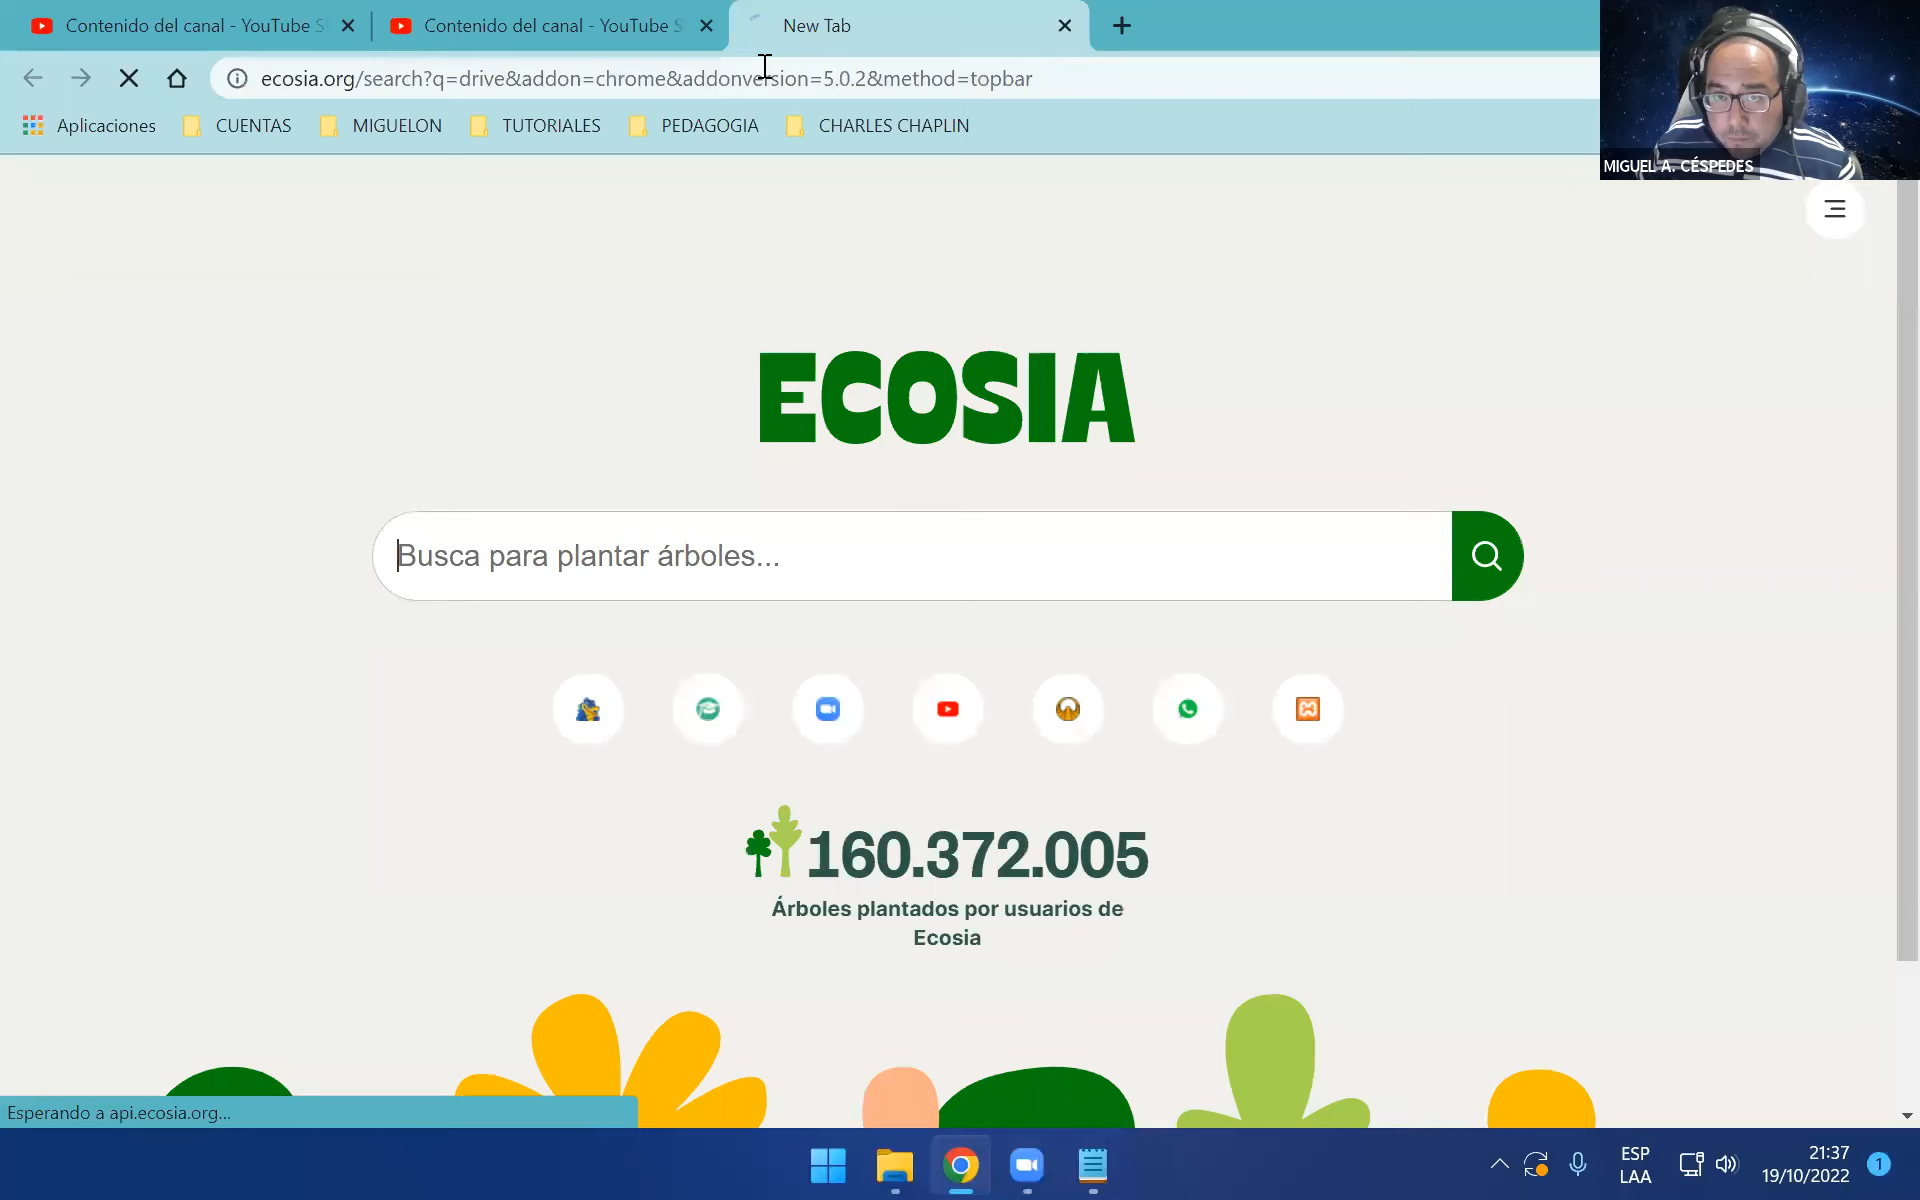 Contenido del canal - YouTube S
Contenido del canal - YouTube S
New Tab
ecosia.org/search?q=drive&addon=chrome&addonversion=5.0.2&method=topbar
Aplicaciones
CUENTAS
MIGUELON
TUTORIALES
PEDAGOGIA
CHARLES CHAPLIN
MIGUEL A. CÉSPEDES
ECOSIA
Busca para plantar árboles...
160.372.005
Árboles plantados por usuarios de
Ecosia
Esperando a api.ecosia.org...
ESP
LAA
21:37
19/10/2022
1